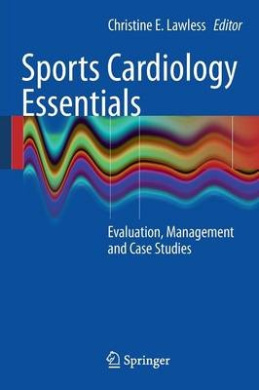 Christine E. Lawless Editor
Sports Cardiology
Essentials
Evaluation, Management
and Case Studies
Springer